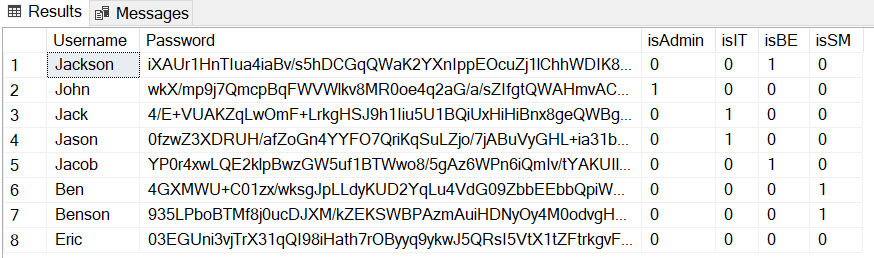 Results Messages
Username Password isAdmin isIT isBE isSM
1 Jackson iXAUr1HnTIua4iaBv/s5hDCGqQWaK2YXnIppEOcuZj1lChhWDIK8... 0 0 1 0
2 John wkX/mp9j7QmcpBqFWVWlkv8MR0oe4q2aG/a/sZIfgtQWAHmvAC... 1 0 0 0
3 Jack 4/E+VUAKZqLwOmF+LrkgHSJ9h1Iiu5U1BQiUxHiHiBnx8geQWBg... 0 1 0 0
4 Jason 0fzwZ3XDRUH/afZoGn4YYFO7QriKqSuLZjo/7jABuVyGHL+ia31b... 0 1 0 0
5 Jacob YP0r4xwLQE2klpBwzGW5uf1BTWwo8/5gAz6WPn6iQmIv/tYAKUII... 0 0 1 0
6 Ben 4GXMWU+C01zx/wksgJpLLdyKUD2YqLu4VdG09ZbbEEbbQpiW... 0 0 0 1
7 Benson 935LPboBTMf8j0ucDJXM/kZEKSWBPAzmAuiHDNyOy4M0odvgH... 0 0 0 1
8 Eric 03EGUni3vjTrX31qQI98iHath7rOByyq9ykwJ5QRsI5VtX1tZFtrkgvF... 0 0 0 0